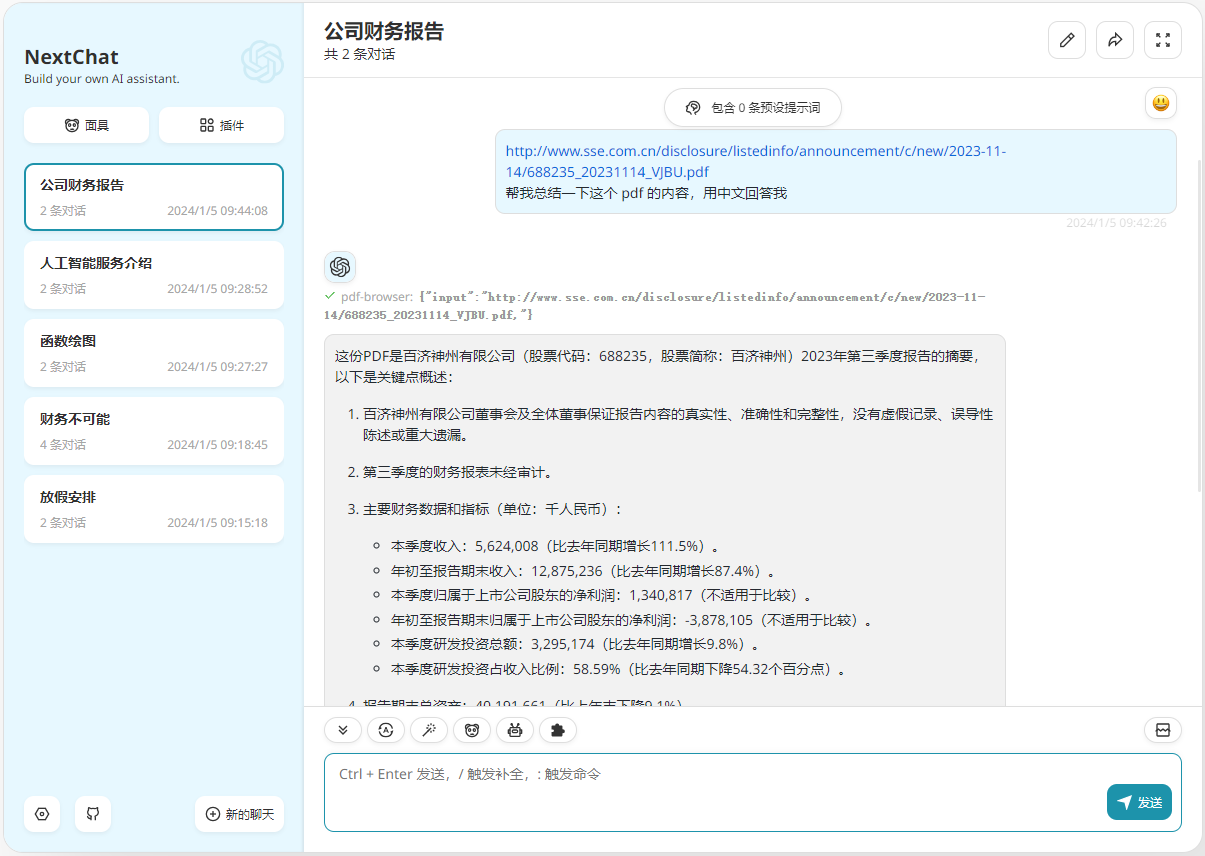 NextChat
Build your own AI assistant.
面具
插件
公司财务报告
2 条对话
2024/1/5 09:44:08
人工智能服务介绍
2 条对话
2024/1/5 09:28:52
函数绘图
2 条对话
2024/1/5 09:27:27
财务不可能
4 条对话
2024/1/5 09:18:45
放假安排
2 条对话
2024/1/5 09:15:18
新的聊天
公司财务报告
共 2 条对话
包含 0 条预设提示词
http://www.sse.com.cn/disclosure/listedinfo/announcement/c/new/2023-11-
14/688235_20231114_VJBU.pdf
帮我总结一下这个 pdf 的内容，用中文回答我
2024/1/5 09:42:26
pdf-browser: {"input":"http://www.sse.com.cn/disclosure/listedinfo/announcement/c/new/2023-11-
14/688235_20231114_VJBU.pdf,"}
这份PDF是百济神州有限公司（股票代码：688235，股票简称：百济神州）2023年第三季度报告的摘要，
以下是关键点概述：
1. 百济神州有限公司董事会及全体董事保证报告内容的真实性、准确性和完整性，没有虚假记录、误导性
陈述或重大遗漏。
2. 第三季度的财务报表未经审计。
3. 主要财务数据和指标（单位：千人民币）：
本季度收入：5,624,008（比去年同期增长111.5%）。
年初至报告期末收入：12,875,236（比去年同期增长87.4%）。
本季度归属于上市公司股东的净利润：1,340,817（不适用于比较）。
年初至报告期末归属于上市公司股东的净利润：-3,878,105（不适用于比较）。
本季度研发投资总额：3,295,174（比去年同期增长9.8%）。
本季度研发投资占收入比例：58.59%（比去年同期下降54.32个百分点）。
4. 报告期末总资产：40,191,661（比上年末下降9.1%）
Ctrl + Enter 发送，/ 触发补全，: 触发命令
发送